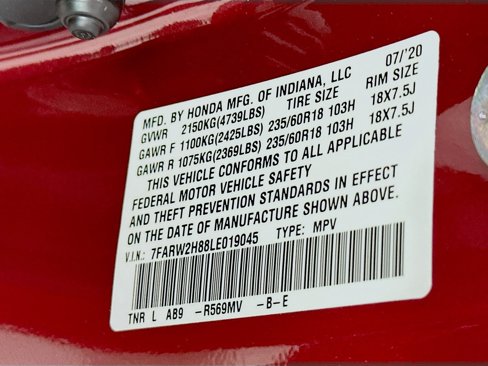 MFD. BY HONDA MFG. OF INDIANA, LLC 07/'20
GVWR 2150KG(4739LBS) TIRE SIZE RIM SIZE
GAWR F 1100KG(2425LBS) 235/60R18 103H 18X7.5J
GAWR R 1075KG(2369LBS) 235/60R18 103H 18X7.5J
THIS VEHICLE CONFORMS TO ALL APPLICABLE
FEDERAL MOTOR VEHICLE SAFETY
AND THEFT PREVENTION STANDARDS IN EFFECT
ON THE DATE OF MANUFACTURE SHOWN ABOVE.
V.I.N.: 7FARW2H88LE019045 TYPE: MPV
TNR L AB9 -R569MV -B-E